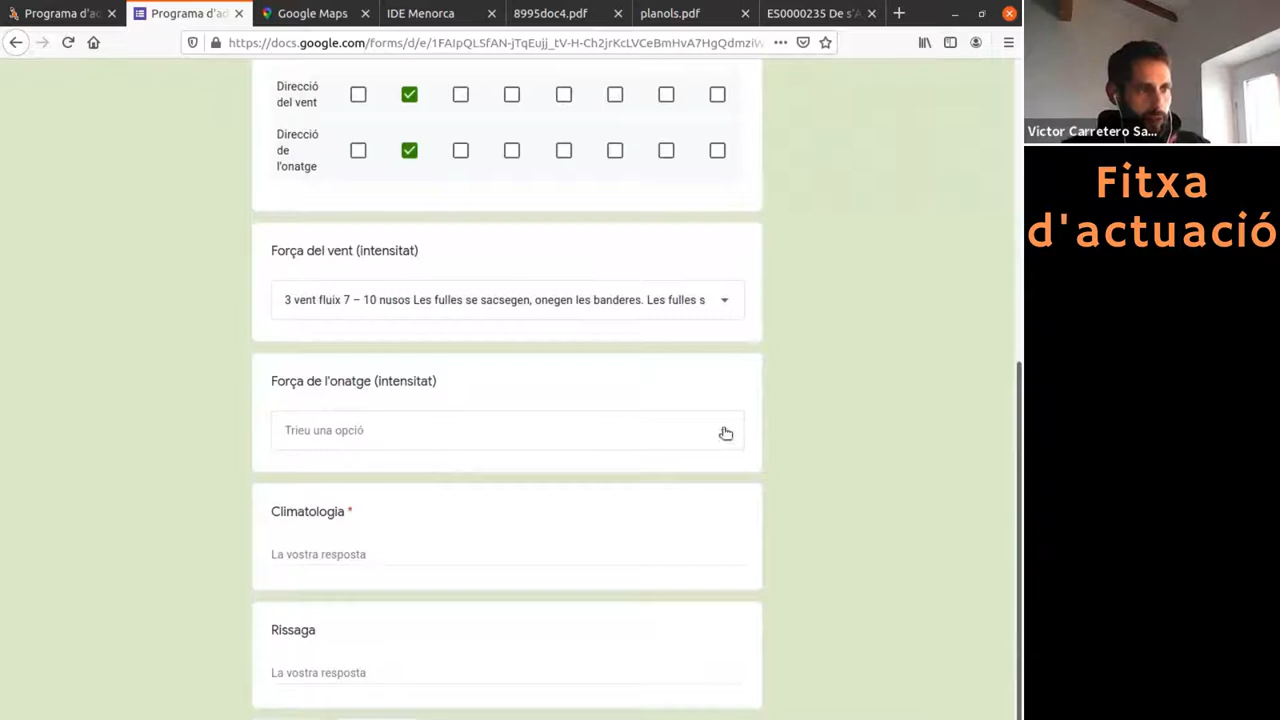 Programa d'ac
Programa d'ad
Google Maps
IDE Menorca
8995doc4.pdf
planols.pdf
ES0000235 De s'A
https://docs.google.com/forms/d/e/1FAIpQLSfAN-jTqEujj_tV-H-Ch2jrKcLVCeBmHvA7HgQdmziW
Direcció
del vent
Direcció
de
l'onatge
Força del vent (intensitat)
3 vent fluix 7 – 10 nusos Les fulles se sacsegen, onegen les banderes. Les fulles s
Força de l'onatge (intensitat)
Trieu una opció
Climatologia *
La vostra resposta
Rissaga
La vostra resposta
Victor Carretero Sa...
Fitxa
d'actuació